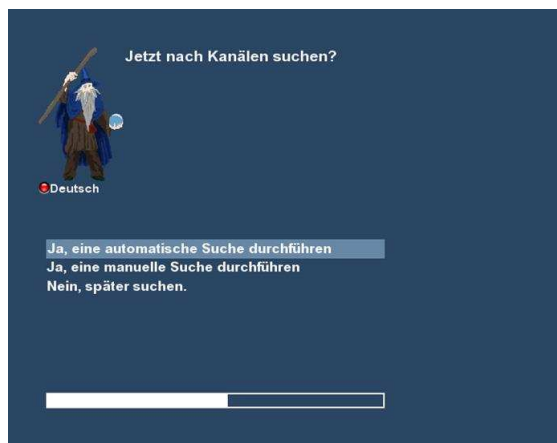 Jetzt nach Kanälen suchen?
Deutsch
Ja, eine automatische Suche durchführen
Ja, eine manuelle Suche durchführen
Nein, später suchen.